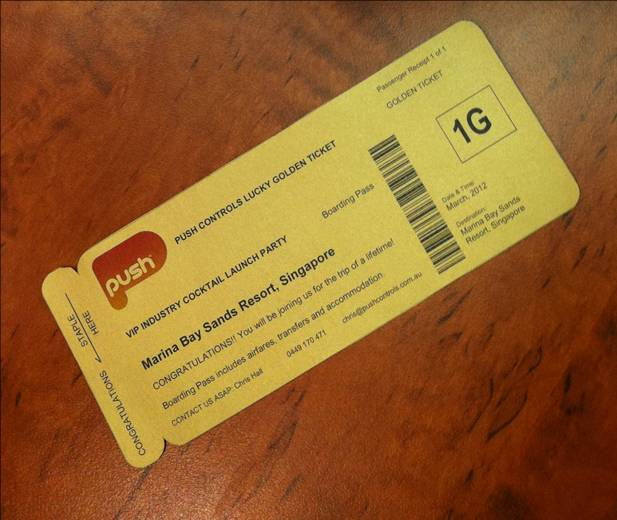 CONGRATULATIONS
STAPLE
HERE
push
PUSH CONTROLS LUCKY GOLDEN TICKET
Boarding Pass
VIP INDUSTRY COCKTAIL LAUNCH PARTY
Marina Bay Sands Resort, Singapore
CONGRATULATIONS!! You will be joining us for the trip of a lifetime!
Boarding Pass includes airfares, transfers and accommodation
CONTACT US ASAP: Chris Hall 0449 170 471 chris@pushcontrols.com.au
Passenger Receipt 1 of 1
GOLDEN TICKET
1G
Date & Time:
March, 2012
Destination:
Marina Bay Sands
Resort, Singapore